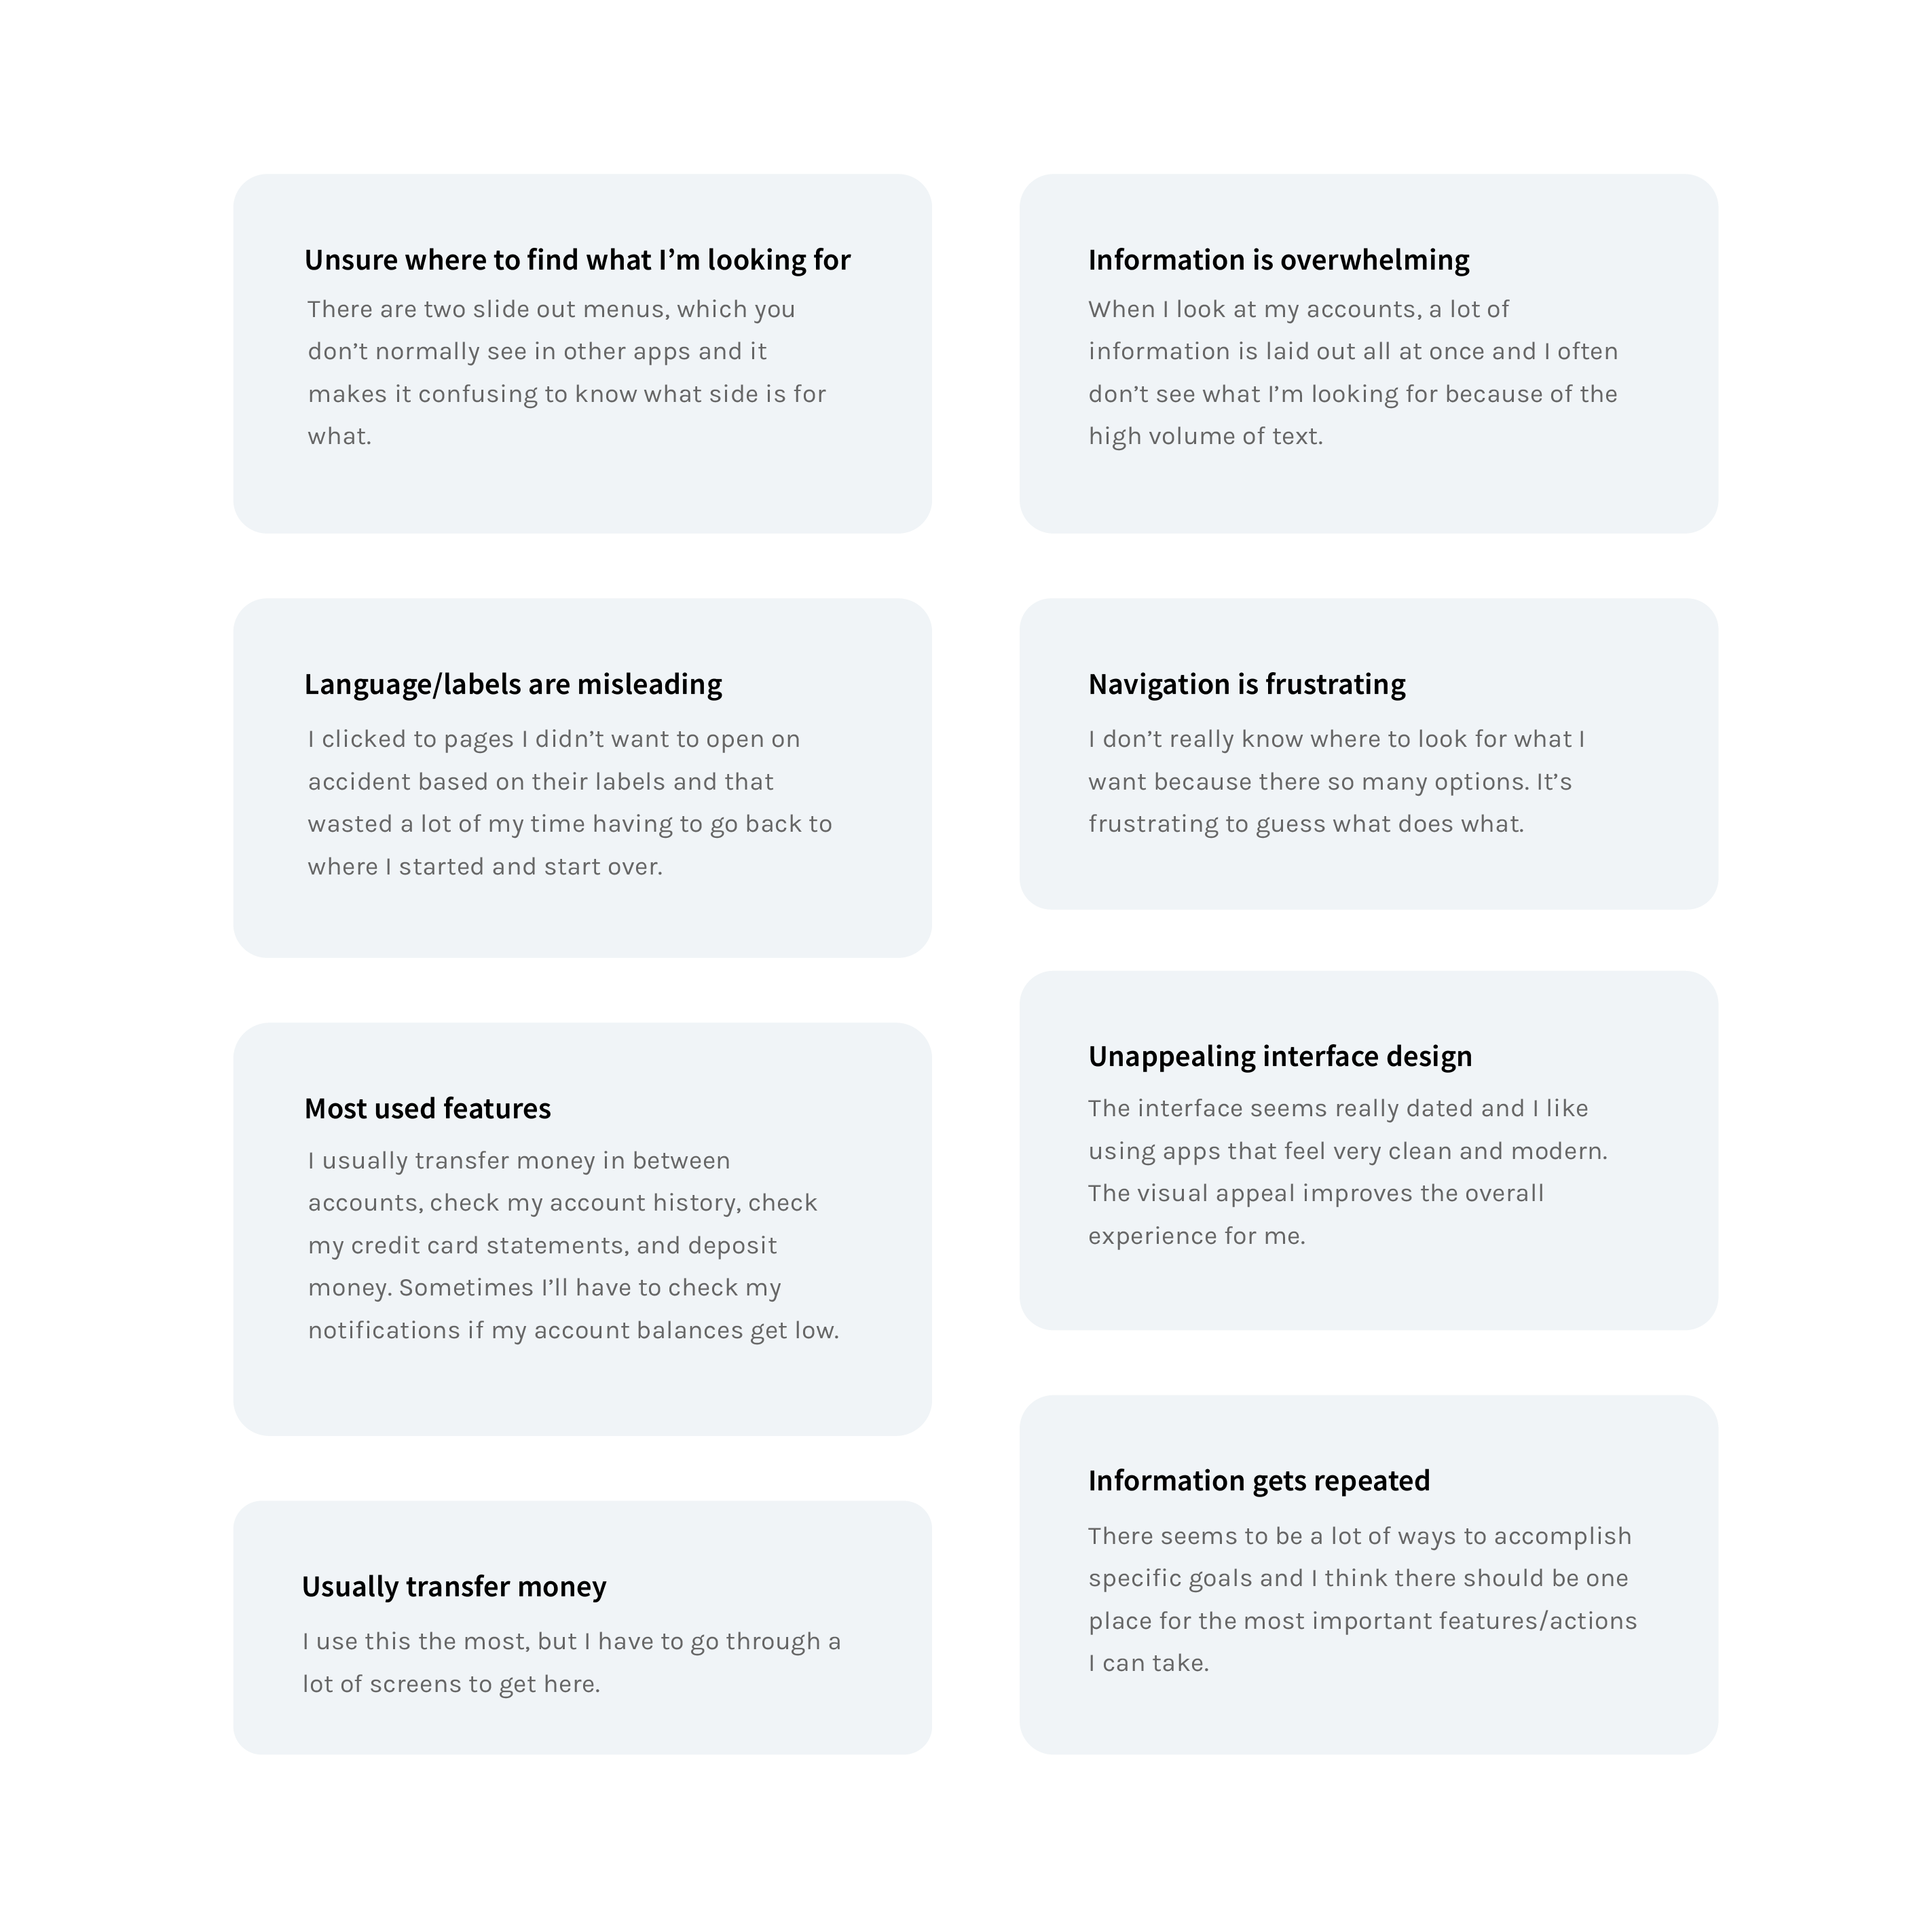 Unsure where to find what I’m looking for
There are two slide out menus, which you
don’t normally see in other apps and it
makes it confusing to know what side is for
what.
Language/labels are misleading
I clicked to pages I didn’t want to open on
accident based on their labels and that
wasted a lot of my time having to go back to
where I started and start over.
Most used features
I usually transfer money in between
accounts, check my account history, check
my credit card statements, and deposit
money. Sometimes I’ll have to check my
notifications if my account balances get low.
Usually transfer money
I use this the most, but I have to go through a
lot of screens to get here.
Information is overwhelming
When I look at my accounts, a lot of
information is laid out all at once and I often
don’t see what I’m looking for because of the
high volume of text.
Navigation is frustrating
I don’t really know where to look for what I
want because there so many options. It’s
frustrating to guess what does what.
Unappealing interface design
The interface seems really dated and I like
using apps that feel very clean and modern.
The visual appeal improves the overall
experience for me.
Information gets repeated
There seems to be a lot of ways to accomplish
specific goals and I think there should be one
place for the most important features/actions
I can take.